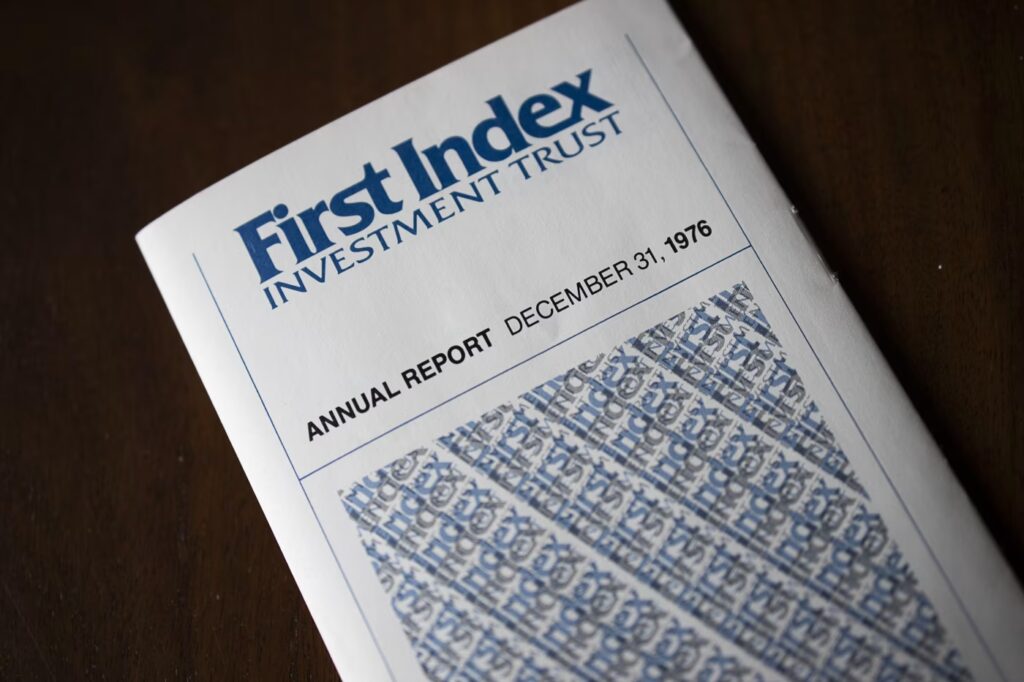 First Index
INVESTMENT TRUST
ANNUAL REPORT DECEMBER 31, 1976